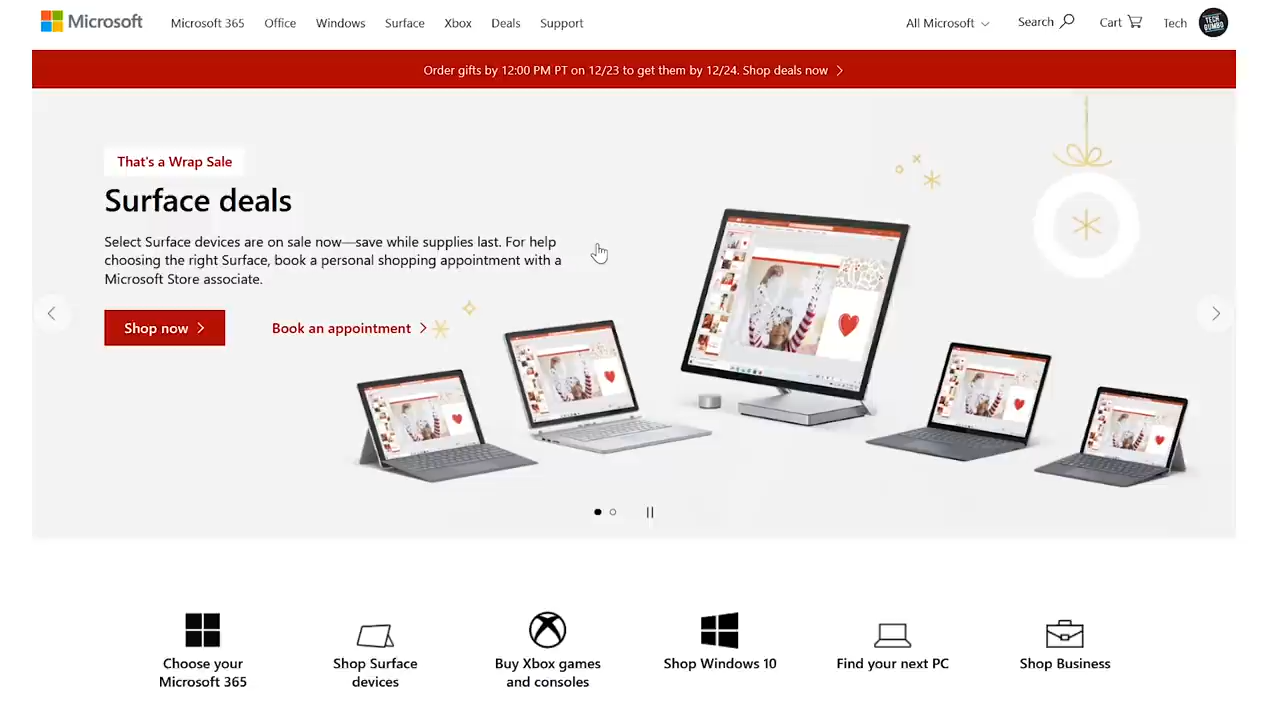 Microsoft
Microsoft 365 Office Windows Surface Xbox Deals Support
All Microsoft Search Cart Tech
TECH GUMBO
Order gifts by 12:00 PM PT on 12/23 to get them by 12/24. Shop deals now
That's a Wrap Sale
Surface deals
Select Surface devices are on sale now—save while supplies last. For help
choosing the right Surface, book a personal shopping appointment with a
Microsoft Store associate.
Shop now
Book an appointment
Choose your
Microsoft 365
Shop Surface
devices
Buy Xbox games
and consoles
Shop Windows 10
Find your next PC
Shop Business